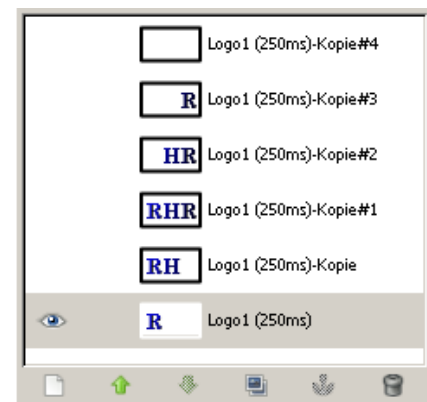 Logo1 (250ms)-Kopie#4
R Logo1 (250ms)-Kopie#3
HR Logo1 (250ms)-Kopie#2
RHR Logo1 (250ms)-Kopie#1
RH Logo1 (250ms)-Kopie
R Logo1 (250ms)